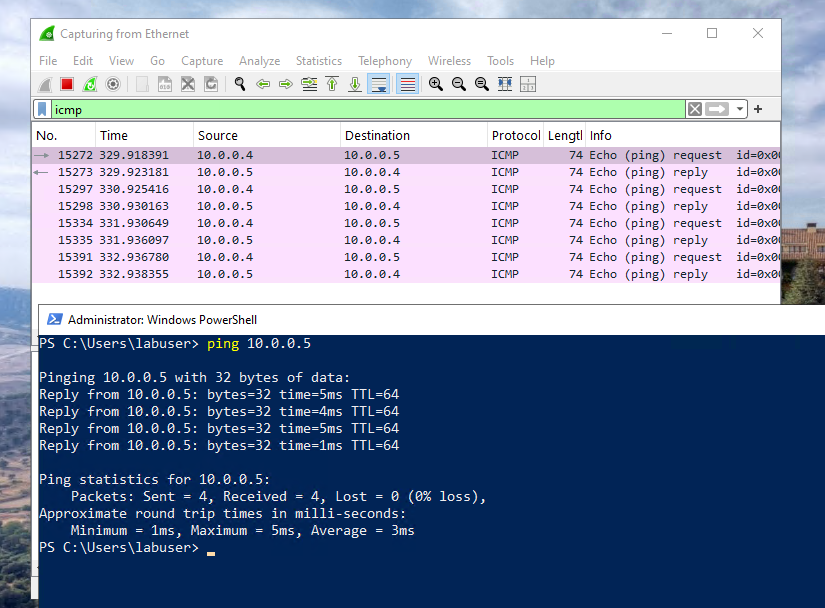 Capturing from Ethernet
File Edit View Go Capture Analyze Statistics Telephony Wireless Tools Help
icmp
No. Time Source Destination Protocol Lengtl Info
15272 329.918391 10.0.0.4 10.0.0.5 ICMP 74 Echo (ping) request id=0x00
15273 329.923181 10.0.0.5 10.0.0.4 ICMP 74 Echo (ping) reply id=0x00
15297 330.925416 10.0.0.4 10.0.0.5 ICMP 74 Echo (ping) request id=0x00
15298 330.930163 10.0.0.5 10.0.0.4 ICMP 74 Echo (ping) reply id=0x00
15334 331.930649 10.0.0.4 10.0.0.5 ICMP 74 Echo (ping) request id=0x00
15335 331.936097 10.0.0.5 10.0.0.4 ICMP 74 Echo (ping) reply id=0x00
15391 332.936780 10.0.0.4 10.0.0.5 ICMP 74 Echo (ping) request id=0x00
15392 332.938355 10.0.0.5 10.0.0.4 ICMP 74 Echo (ping) reply id=0x00
Administrator: Windows PowerShell
PS C:\Users\labuser> ping 10.0.0.5
Pinging 10.0.0.5 with 32 bytes of data:
Reply from 10.0.0.5: bytes=32 time=5ms TTL=64
Reply from 10.0.0.5: bytes=32 time=4ms TTL=64
Reply from 10.0.0.5: bytes=32 time=5ms TTL=64
Reply from 10.0.0.5: bytes=32 time=1ms TTL=64
Ping statistics for 10.0.0.5:
Packets: Sent = 4, Received = 4, Lost = 0 (0% loss),
Approximate round trip times in milli-seconds:
Minimum = 1ms, Maximum = 5ms, Average = 3ms
PS C:\Users\labuser>